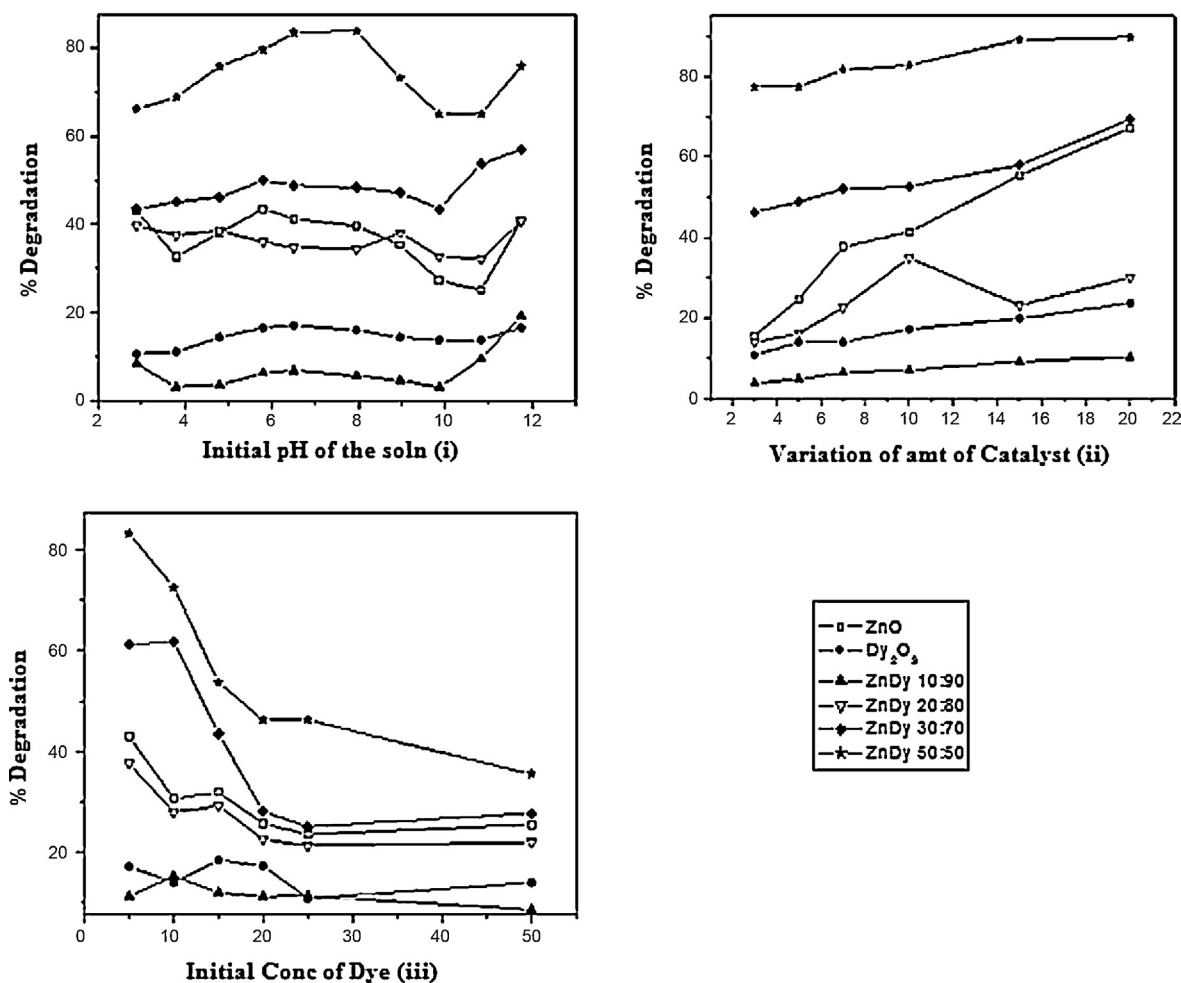 80
60
40
20
0
% Degradation
2 4 6 8 10 12
Initial pH of the soln (i)
80
60
40
20
0
% Degradation
2 4 6 8 10 12 14 16 18 20 22
Variation of amt of Catalyst (ii)
80
60
40
20
% Degradation
0 10 20 30 40 50
Initial Conc of Dye (iii)
ZnO
Dy₂O₃
ZnDy 10:90
ZnDy 20:80
ZnDy 30:70
ZnDy 50:50